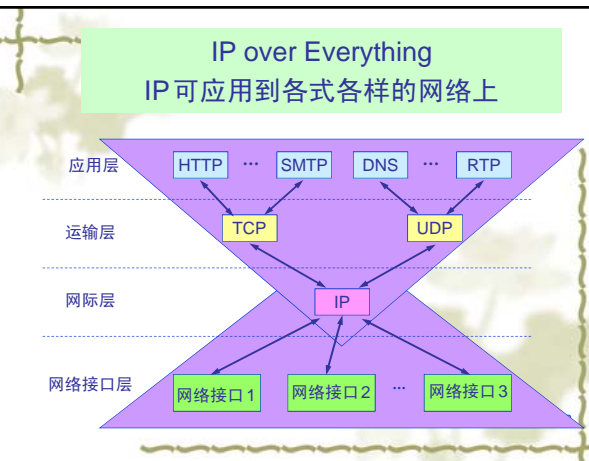 IP over Everything
IP可应用到各式各样的网络上
应用层 HTTP … SMTP DNS … RTP
运输层 TCP UDP
网际层 IP
网络接口层 网络接口1 网络接口2 … 网络接口3